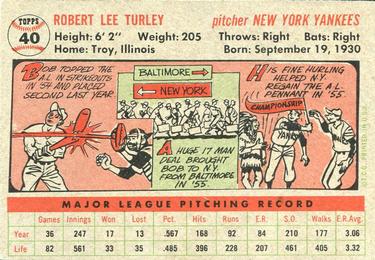 TOPPS
40
ROBERT LEE TURLEY
pitcher NEW YORK YANKEES
Height: 6' 2" Weight: 205 Throws: Right Bats: Right
Home: Troy, Illinois Born: September 19, 1930
BOB TOPPED THE
A.L. IN STRIKEOUTS
IN '54 AND PLACED
SECOND LAST YEAR
BALTIMORE
NEW YORK
A HUGE 17 MAN
DEAL BROUGHT
BOB TO N.Y.
FROM BALTIMORE
IN '55.
HIS FINE HURLING
HELPED N.Y.
REGAIN THE A.L.
PENNANT IN '55.
CHAMPIONSHIP
YANKS
MAJOR LEAGUE PITCHING RECORD
Games Innings Won Lost Pct. Hits Runs E.R. S.O. Walks E.R.Avg.
Year 36 247 17 13 .567 168 92 84 210 177 3.06
Life 82 561 33 35 .485 396 228 207 461 405 3.32